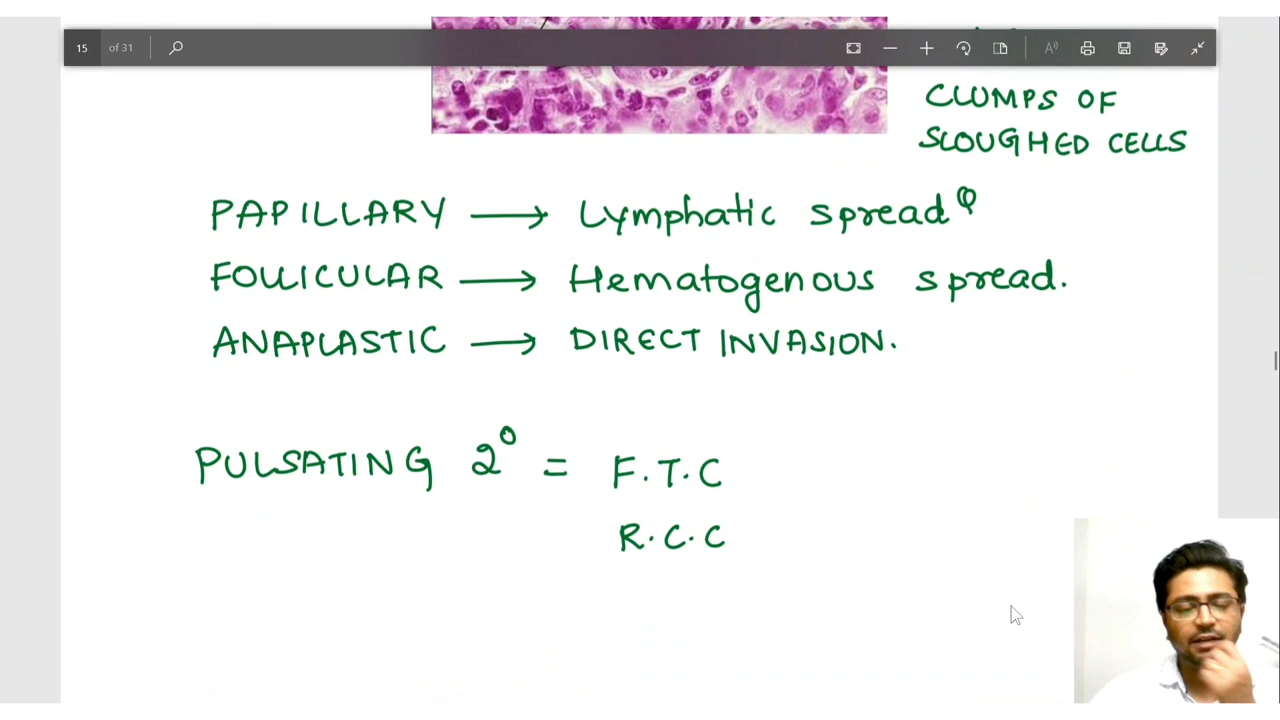 15 of 31
CLUMPS OF
SLOUGHED CELLS
PAPILLARY → Lymphatic spread
FOLLICULAR → Hematogenous spread.
ANAPLASTIC → DIRECT INVASION.
PULSATING 2° = F.T.C
R.C.C